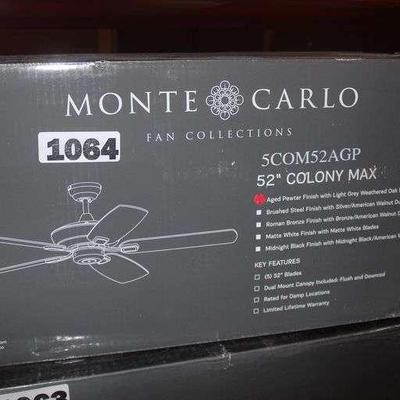 MONTE CARLO
FAN COLLECTIONS
1064
5COM52AGP
52" COLONY MAX
Aged Pewter Finish with Light Grey Weathered Oak
Brushed Steel Finish with Silver/American Walnut
Roman Bronze Finish with Bronze/American Walnut
Matte White Finish with Matte White Blades
Midnight Black Finish with Midnight Black/American
KEY FEATURES
(5) 52" Blades
Dual Mount Canopy Included: Flush and Downrod
Rated for Damp Locations
Limited Lifetime Warranty